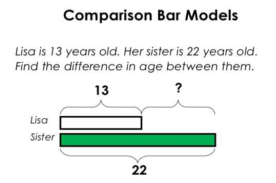 Comparison Bar Models
Lisa is 13 years old. Her sister is 22 years old.
Find the difference in age between them.
13 ?
Lisa
Sister
22